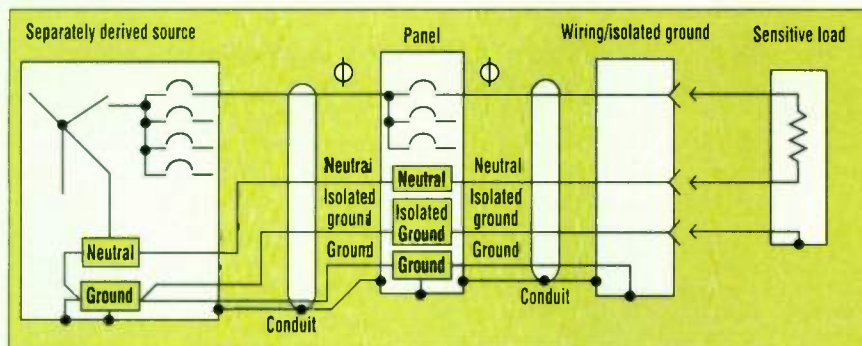 Separately derived source
Panel
Wiring/isolated ground
Sensitive load
Φ
Φ
Neutral
Neutral
Neutral
Isolated
ground
Isolated
Ground
Isolated
ground
Ground
Ground
Ground
Neutral
Ground
Conduit
Conduit